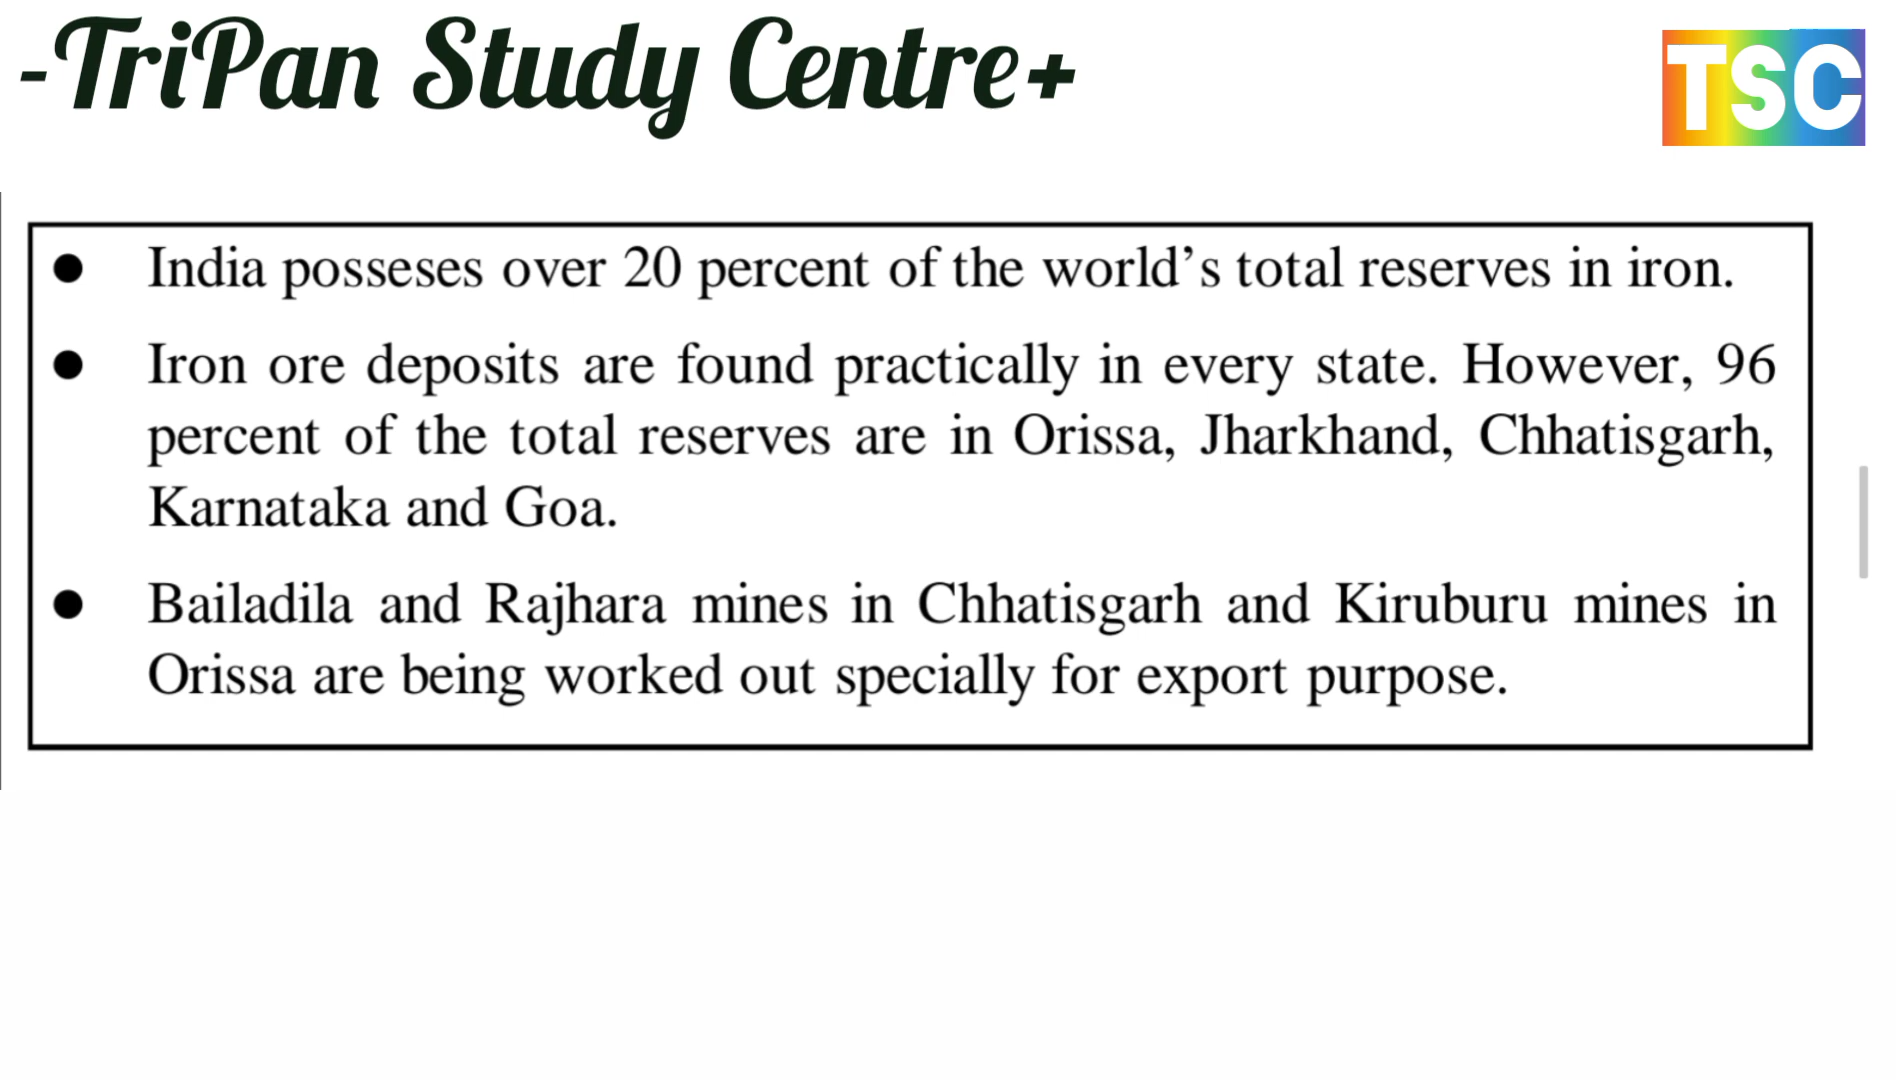 -TriPan Study Centre+
TSC
● India posseses over 20 percent of the world’s total reserves in iron.
● Iron ore deposits are found practically in every state. However, 96
percent of the total reserves are in Orissa, Jharkhand, Chhatisgarh,
Karnataka and Goa.
● Bailadila and Rajhara mines in Chhatisgarh and Kiruburu mines in
Orissa are being worked out specially for export purpose.